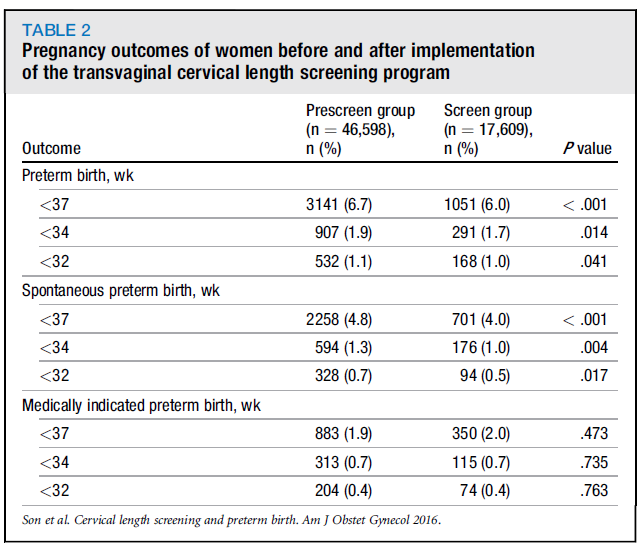 TABLE 2
Pregnancy outcomes of women before and after implementation
of the transvaginal cervical length screening program
Prescreen group Screen group
(n = 46,598), (n = 17,609),
Outcome n (%) n (%) P value
Preterm birth, wk
<37 3141 (6.7) 1051 (6.0) < .001
<34 907 (1.9) 291 (1.7) .014
<32 532 (1.1) 168 (1.0) .041
Spontaneous preterm birth, wk
<37 2258 (4.8) 701 (4.0) < .001
<34 594 (1.3) 176 (1.0) .004
<32 328 (0.7) 94 (0.5) .017
Medically indicated preterm birth, wk
<37 883 (1.9) 350 (2.0) .473
<34 313 (0.7) 115 (0.7) .735
<32 204 (0.4) 74 (0.4) .763
Son et al. Cervical length screening and preterm birth. Am J Obstet Gynecol 2016.